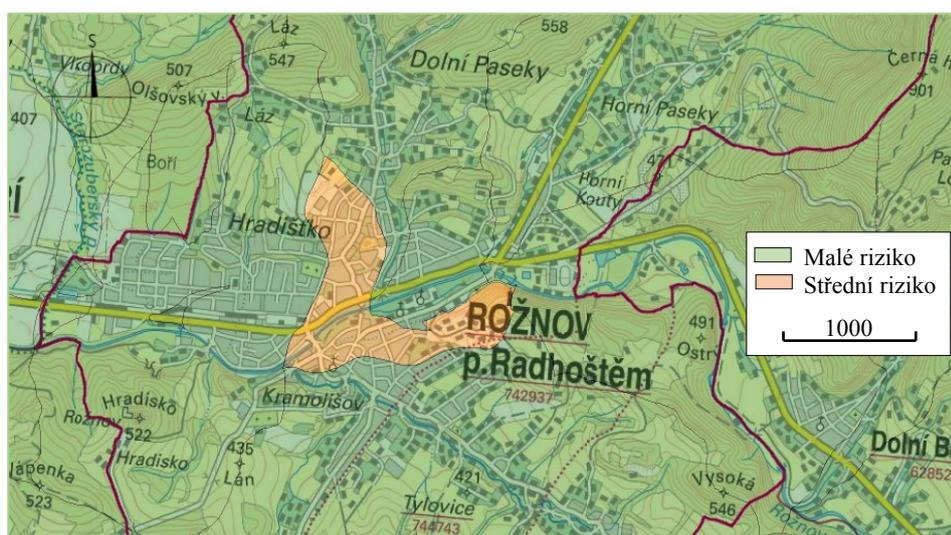 558
Láz
547
Dolní Paseky
S
507
Olšovský v.
407
Láz
Horní Paseky
901
Boří
Horní
Kouty
Hradišťko
Malé riziko
Střední riziko
1000
ROŽNOV
p.Radhoštěm
742937
491
Ostrý
Kramolišov
Hradisko
522
Hradisko
435
Lán
523
421
Tylovice
744743
Vysoká
546
Dolní B
62852